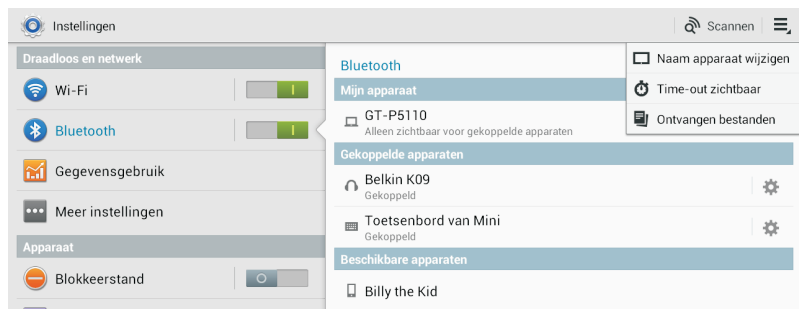 Instellingen
Scannen
Draadloos en netwerk
Wi-Fi
Bluetooth
Gegevensgebruik
Meer instellingen
Apparaat
Blokkeerstand
Bluetooth
Mijn apparaat
GT-P5110
Alleen zichtbaar voor gekoppelde apparaten
Gekoppelde apparaten
Belkin K09
Gekoppeld
Toetsenbord van Mini
Gekoppeld
Beschikbare apparaten
Billy the Kid
Naam apparaat wijzigen
Time-out zichtbaar
Ontvangen bestanden